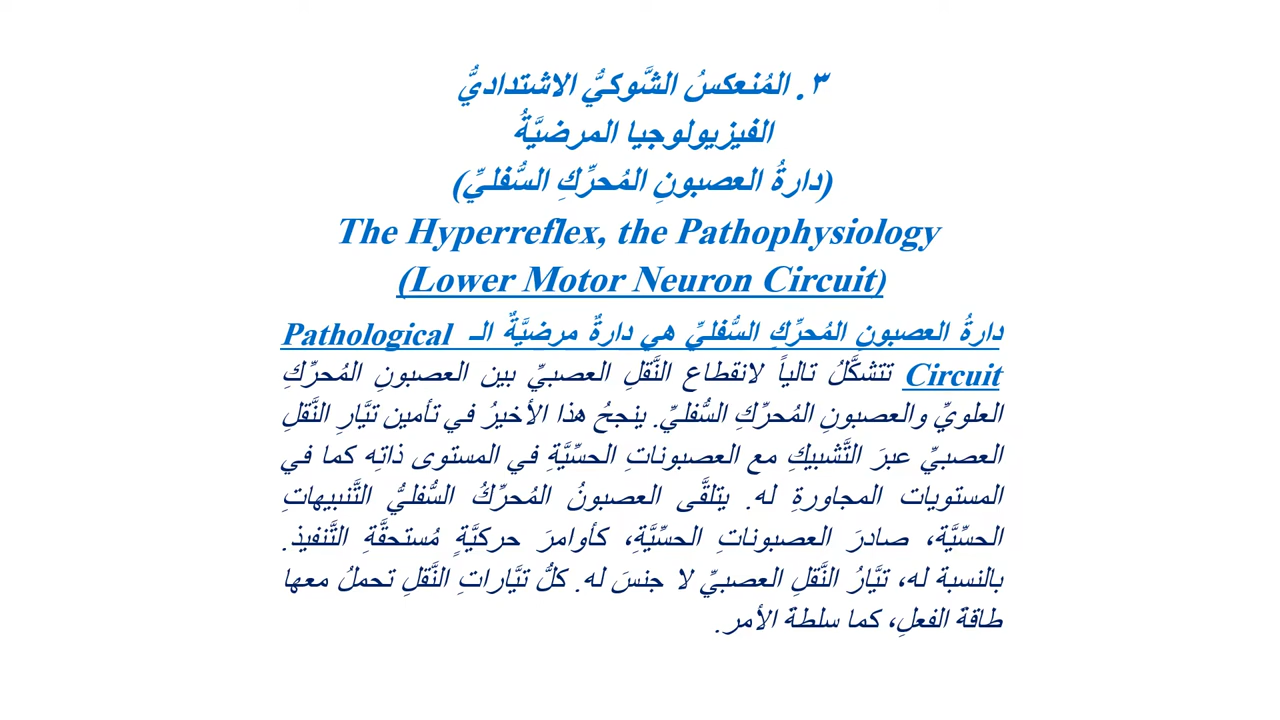 ٣. المُنعكسُ الشَّوكيُّ الاشتداديُّ
الفيزيولوجيا المرضيَّةُ
(دارةُ العصبونِ المُحرِّكِ السُّفليِّ)
The Hyperreflex, the Pathophysiology
(Lower Motor Neuron Circuit)
دارةُ العصبونِ المُحرِّكِ السُّفليِّ هي دارةٌ مرضيَّةٌ الـ Pathological
Circuit تتشكَّلُ تالياً لانقطاع النَّقلِ العصبيِّ بين العصبونِ المُحرِّكِ
العلويِّ والعصبونِ المُحرِّكِ السُّفليِّ. ينجحُ هذا الأخيرُ في تأمين تيَّارِ النَّقلِ
العصبيِّ عبرَ التَّشبيكِ مع العصبوناتِ الحسِّيَّةِ في المستوى ذاتِه كما في
المستويات المجاورةِ له. يتلقَّى العصبونُ المُحرِّكُ السُّفليُّ التَّنبيهاتِ
الحسِّيَّة، صادرَ العصبوناتِ الحسِّيَّةِ، كأوامرَ حركيَّةٍ مُستحقَّةِ التَّنفيذ.
بالنسبة له، تيَّارُ النَّقلِ العصبيِّ لا جنسَ له. كلُّ تيَّاراتِ النَّقلِ تحملُ معها
طاقة الفعلِ، كما سلطة الأمر.